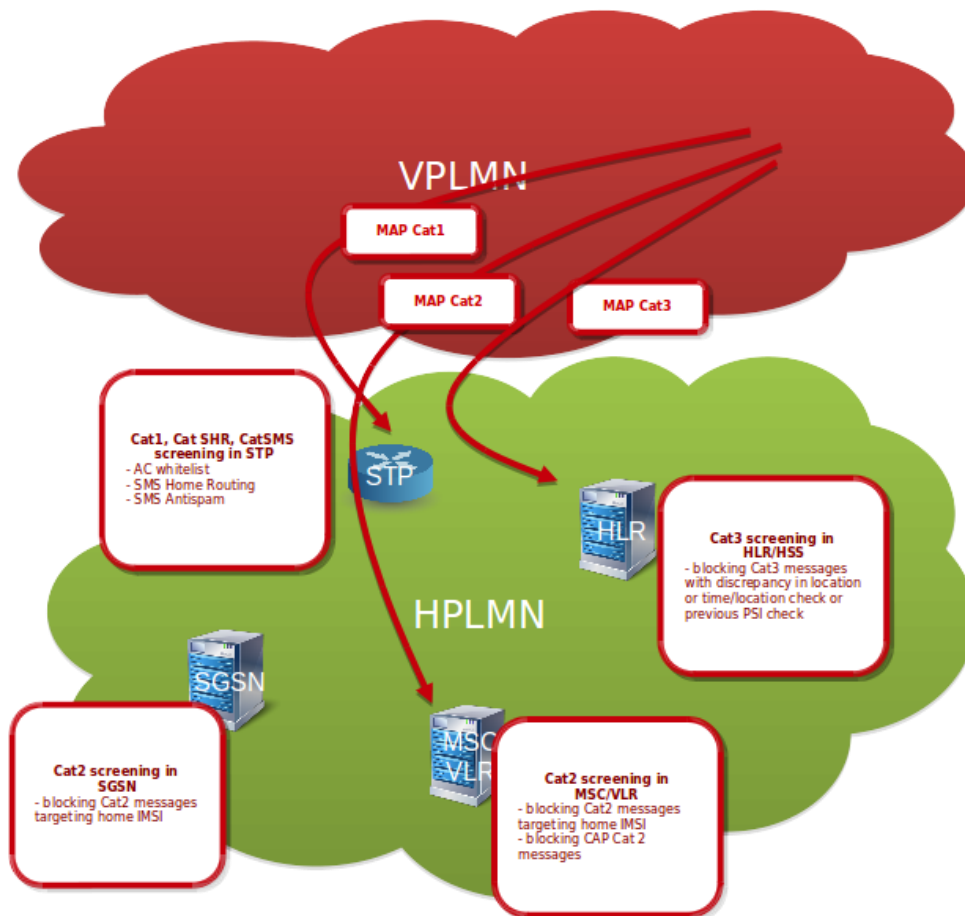 VPLMN
MAP Cat1
MAP Cat2
MAP Cat3
Cat1, Cat SHR, CatSMS
screening in STP
- AC whitelist
- SMS Home Routing
- SMS Antispam
STP
HLR
Cat3 screening in
HLR/HSS
- blocking Cat3 messages
with discrepancy in location
or time/location check or
previous PSI check
HPLMN
SGSN
MSC
VLR
Cat2 screening in
SGSN
- blocking Cat2 messages
targeting home IMSI
Cat2 screening in
MSC/VLR
- blocking Cat2 messages
targeting home IMSI
- blocking CAP Cat 2
messages